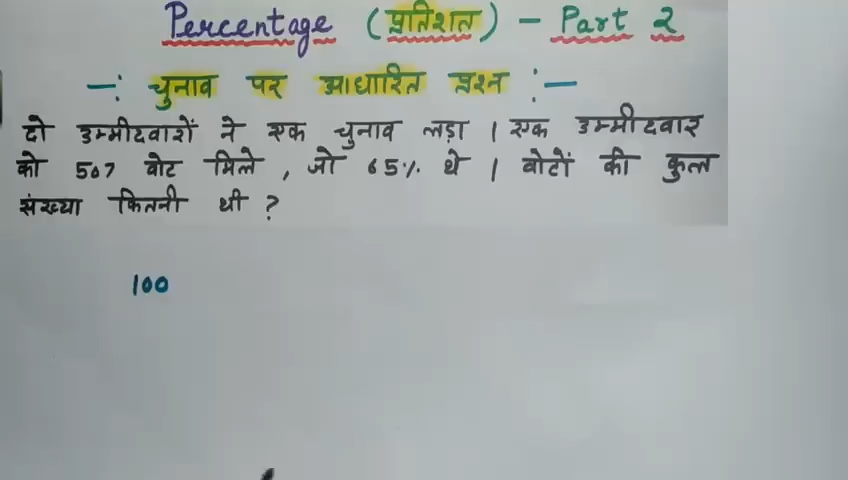 Percentage (प्रतिशत) - Part 2
-: चुनाव पर आधारित प्रश्न :-
दो उम्मीदवारों ने एक चुनाव लड़ा । एक उम्मीदवार
को 507 वोट मिले , जो 65% थे । वोटों की कुल
संख्या कितनी थी ?
100